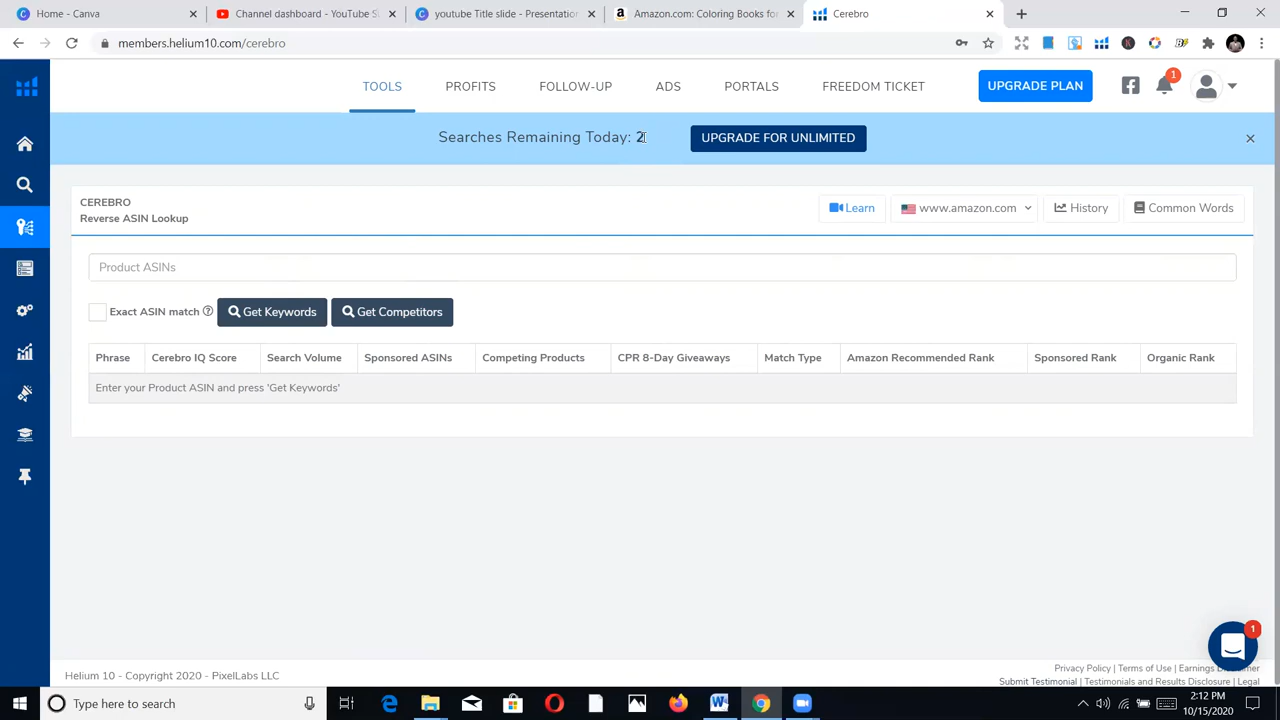 Home - Canva
Channel dashboard - YouTube S
youtube Title slide - Presentation
Amazon.com: Coloring Books for
Cerebro
members.helium10.com/cerebro
TOOLS
PROFITS
FOLLOW-UP
ADS
PORTALS
FREEDOM TICKET
UPGRADE PLAN
1
Searches Remaining Today: 2
UPGRADE FOR UNLIMITED
CEREBRO
Reverse ASIN Lookup
Learn
www.amazon.com
History
Common Words
Product ASINs
Exact ASIN match
Get Keywords
Get Competitors
Phrase
Cerebro IQ Score
Search Volume
Sponsored ASINs
Competing Products
CPR 8-Day Giveaways
Match Type
Amazon Recommended Rank
Sponsored Rank
Organic Rank
Enter your Product ASIN and press 'Get Keywords'
1
Helium 10 - Copyright 2020 - PixelLabs LLC
Privacy Policy | Terms of Use | Earnings Disclaimer
Submit Testimonial | Testimonials and Results Disclosure | Legal
Type here to search
2:12 PM
10/15/2020